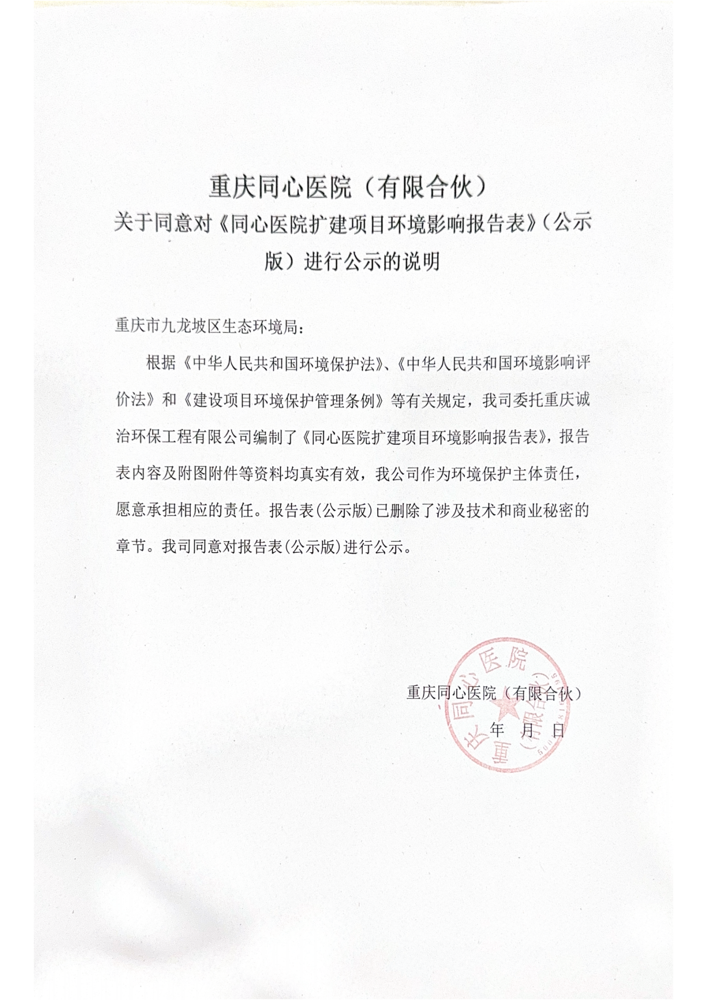 重庆同心医院（有限合伙）
关于同意对《同心医院扩建项目环境影响报告表》（公示
版）进行公示的说明
重庆市九龙坡区生态环境局：
根据《中华人民共和国环境保护法》、《中华人民共和国环境影响评
价法》和《建设项目环境保护管理条例》等有关规定，我司委托重庆诚
治环保工程有限公司编制了《同心医院扩建项目环境影响报告表》，报告
表内容及附图附件等资料均真实有效，我公司作为环境保护主体责任，
愿意承担相应的责任。报告表(公示版)已删除了涉及技术和商业秘密的
章节。我司同意对报告表(公示版)进行公示。
重庆同心医院（有限合伙）
年 月 日
重庆同心医院
（有限合伙）